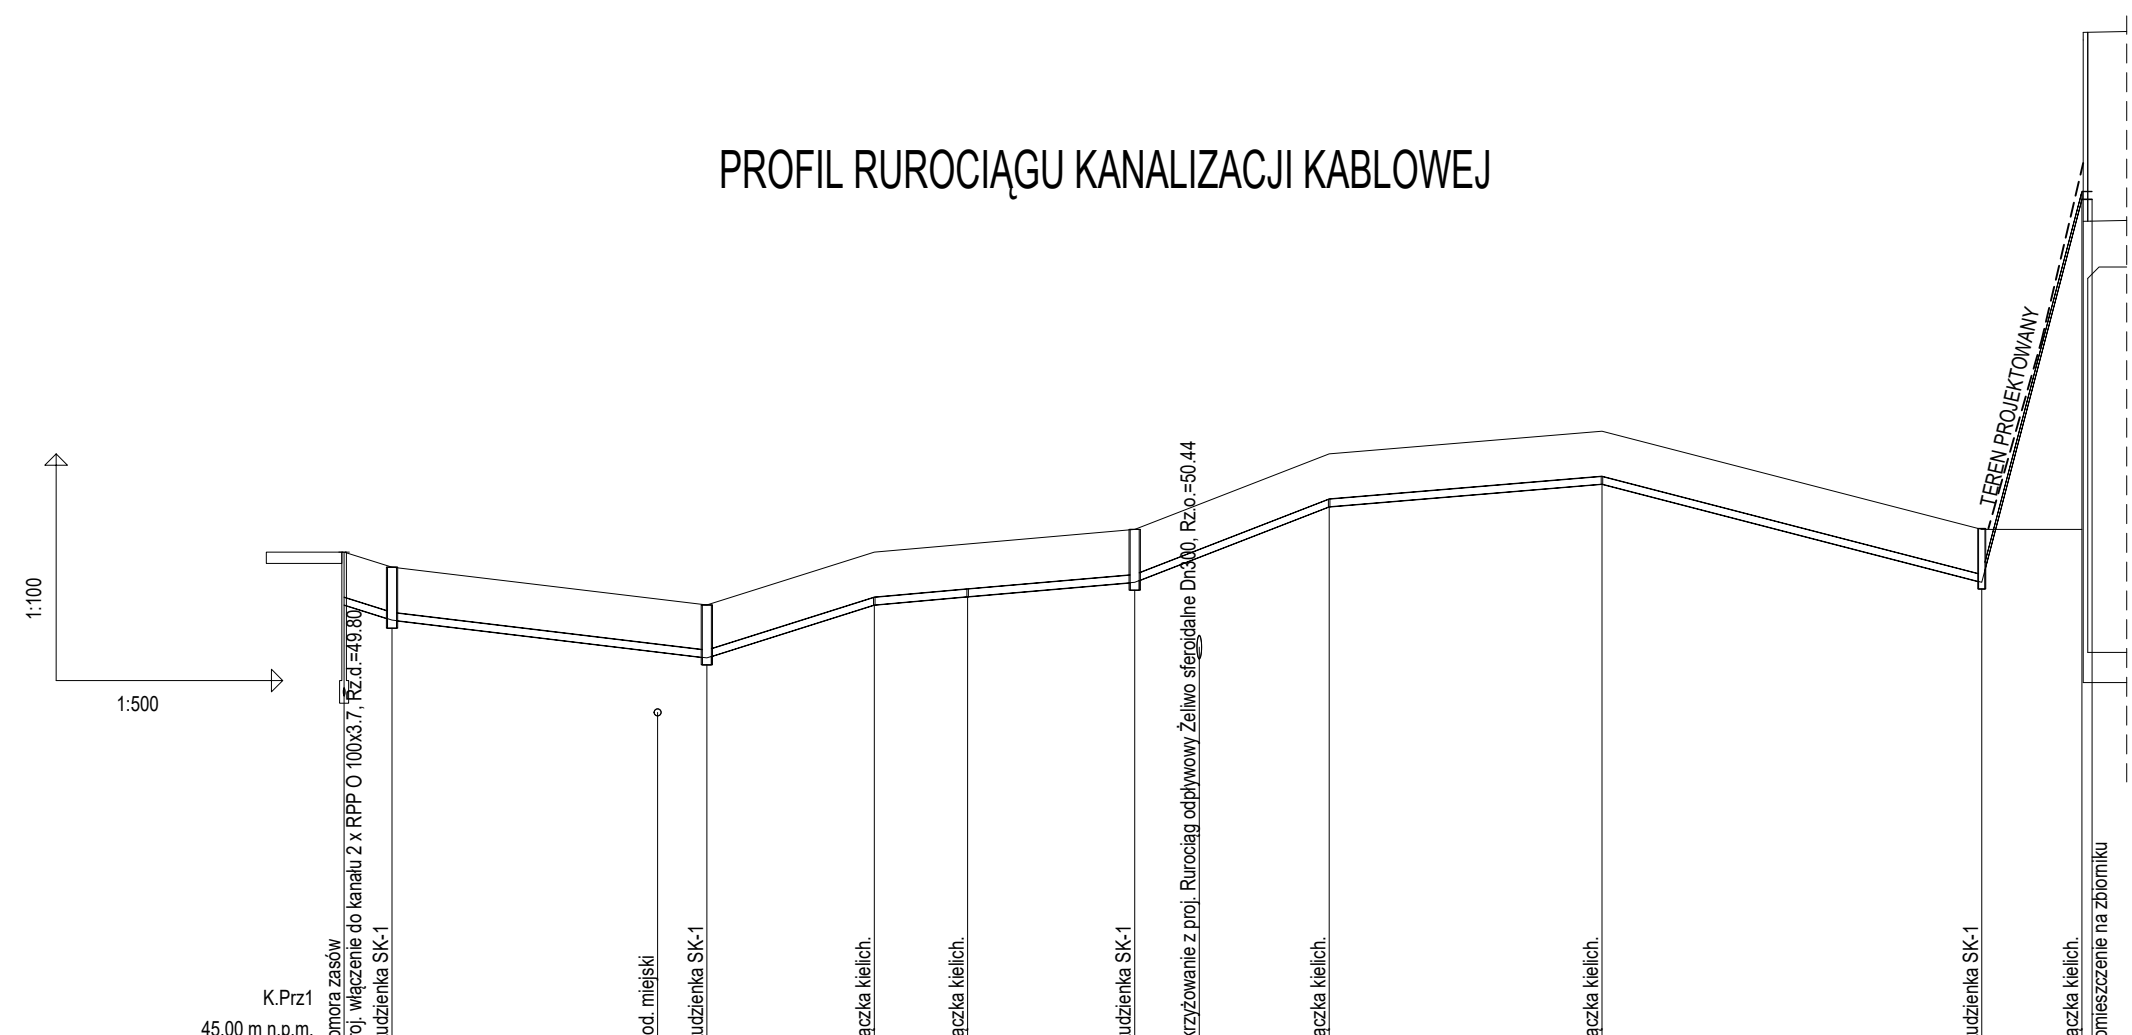 PROFIL RUROCIĄGU KANALIZACJI KABLOWEJ
TEREN PROJEKTOWANY
1:100
1:500
K.Prz1
45.00 m n.p.m.
omora zasów
roj. włączenie do kanału 2 x RPP O 100x3.7, Rz.d.=49.80
udzienka SK-1
od. miejski
udzienka SK-1
ączka kielich.
ączka kielich.
udzienka SK-1
krzyżowanie z proj. Rurociąg odpływowy Żeliwo sferoidalne Dn300, Rz.o.=50.44
ączka kielich.
ączka kielich.
udzienka SK-1
ączka kielich.
omieszczenie na zbiorniku